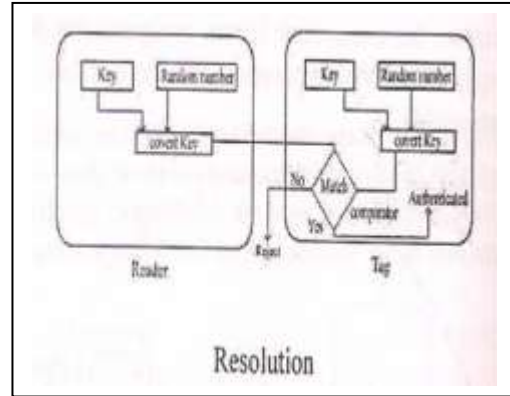 Key
Random number
covert Key
Reader
Key
Random number
covert Key
No
Match
comparator
Yes
Authenticated
Reject
Tag
Resolution